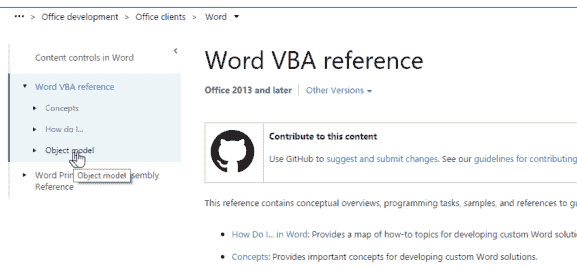 ••• > Office development > Office clients > Word
Content controls in Word
Word VBA reference
Concepts
How do I...
Object model
Word Prin
sembly
Reference
Object model
Word VBA reference
Office 2013 and later | Other Versions
Contribute to this content
Use GitHub to suggest and submit changes. See our guidelines for contributing
This reference contains conceptual overviews, programming tasks, samples, and references to gu
• How Do I... in Word: Provides a map of how-to topics for developing custom Word soluti
• Concepts: Provides important concepts for developing custom Word solutions.